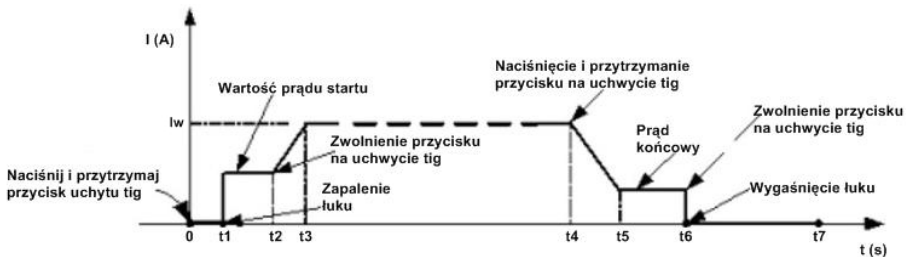 I (A)
Naciśnięcie i przytrzymanie
przycisku na uchwycie tig
Wartość prądu startu
Zwolnienie przycisku
na uchwycie tig
Iw
Zwolnienie przycisku
na uchwycie tig
Prąd
końcowy
Naciśnij i przytrzymaj
przycisk uchytu tig
Zapalenie
łuku
Wygaśnięcie łuku
0 t1 t2 t3 t4 t5 t6 t7
t (s)